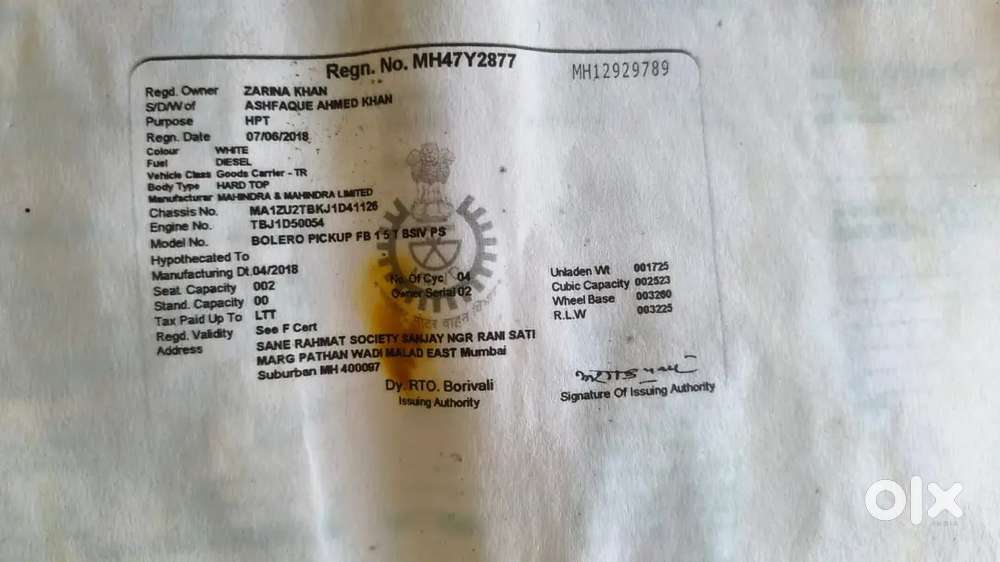 Regn. No. MH47Y2877
MH12929789
Regd. Owner ZARINA KHAN
S/D/W of ASHFAQUE AHMED KHAN
Purpose HPT
Regn. Date 07/06/2018
Colour WHITE
Fuel DIESEL
Vehicle Class Goods Carrier - TR
Body Type HARD TOP
Manufacturar MAHINDRA & MAHINDRA LIMITED
Chassis No. MA1ZU2TBKJ1D41126
Engine No. TBJ1D50054
Model No. BOLERO PICKUP FB 1 5 T BSIV PS
Hypothecated To
Manufacturing Dt. 04/2018
Seat Capacity 002
Stand. Capacity 00
Tax Paid Up To LTT
Regd. Validity See F Cert
Address SANE RAHMAT SOCIETY SANJAY NGR RANI SATI
MARG PATHAN WADI MALAD EAST Mumbai
Suburban MH 400097
No. Of Cyc 04
Owner Serial 02
Unladen Wt 001725
Cubic Capacity 002523
Wheel Base 003260
R.L.W 003225
मोटर वाहन
Dy. RTO. Borivali
Issuing Authority
Signature Of Issuing Authority
olx
INDIA